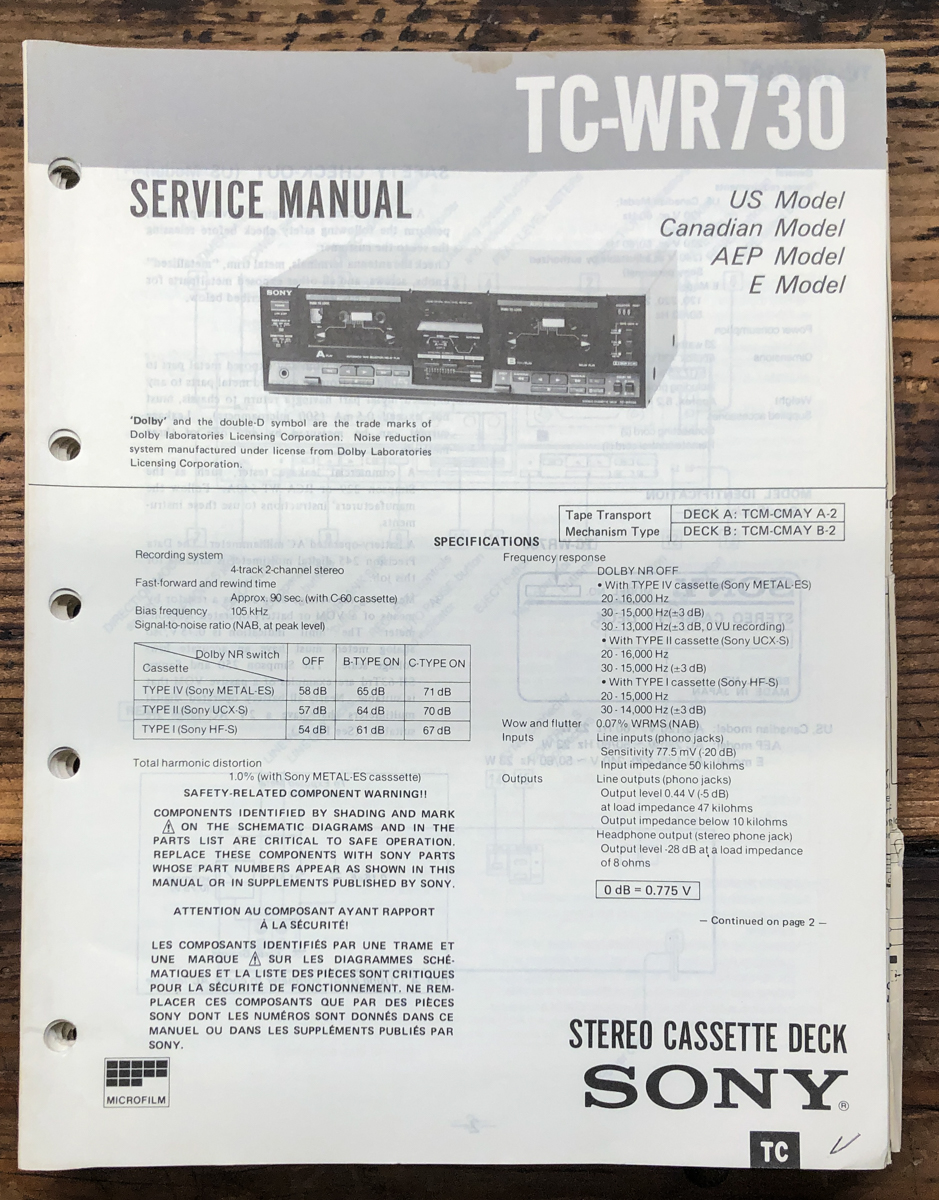 TC-WR730
SERVICE MANUAL
US Model
Canadian Model
AEP Model
E Model
SONY
A
B
'Dolby' and the double-D symbol are the trade marks of
Dolby laboratories Licensing Corporation. Noise reduction
system manufactured under license from Dolby Laboratories
Licensing Corporation.
Tape Transport DECK A: TCM-CMAY A-2
Mechanism Type DECK B: TCM-CMAY B-2
SPECIFICATIONS
Recording system
4-track 2-channel stereo
Fast-forward and rewind time
Approx. 90 sec. (with C-60 cassette)
Bias frequency 105 kHz
Signal-to-noise ratio (NAB, at peak level)
Dolby NR switch
Cassette
OFF B-TYPE ON C-TYPE ON
TYPE IV (Sony METAL-ES) 58 dB 65 dB 71 dB
TYPE II (Sony UCX-S) 57 dB 64 dB 70 dB
TYPE I (Sony HF-S) 54 dB 61 dB 67 dB
Total harmonic distortion
1.0% (with Sony METAL-ES casssette)
SAFETY-RELATED COMPONENT WARNING!!
COMPONENTS IDENTIFIED BY SHADING AND MARK
⚠ ON THE SCHEMATIC DIAGRAMS AND IN THE
PARTS LIST ARE CRITICAL TO SAFE OPERATION.
REPLACE THESE COMPONENTS WITH SONY PARTS
WHOSE PART NUMBERS APPEAR AS SHOWN IN THIS
MANUAL OR IN SUPPLEMENTS PUBLISHED BY SONY.
ATTENTION AU COMPOSANT AYANT RAPPORT
À LA SÉCURITÉ!
LES COMPOSANTS IDENTIFIÉS PAR UNE TRAME ET
UNE MARQUE ⚠ SUR LES DIAGRAMMES SCHÉ-
MATIQUES ET LA LISTE DES PIÈCES SONT CRITIQUES
POUR LA SÉCURITÉ DE FONCTIONNEMENT. NE REM-
PLACER CES COMPOSANTS QUE PAR DES PIÈCES
SONY DONT LES NUMÉROS SONT DONNÉS DANS CE
MANUEL OU DANS LES SUPPLÉMENTS PUBLIÉS PAR
SONY.
MICROFILM
Frequency response
DOLBY NR OFF
• With TYPE IV cassette (Sony METAL-ES)
20 - 16,000 Hz
30 - 15,000 Hz (±3 dB)
30 - 13,000 Hz (±3 dB, 0 VU recording)
• With TYPE II cassette (Sony UCX-S)
20 - 16,000 Hz
30 - 15,000 Hz (±3 dB)
• With TYPE I cassette (Sony HF-S)
20 - 15,000 Hz
30 - 14,000 Hz (±3 dB)
Wow and flutter 0.07% WRMS (NAB)
Inputs Line inputs (phono jacks)
Sensitivity 77.5 mV (-20 dB)
Input impedance 50 kilohms
Outputs Line outputs (phono jacks)
Output level 0.44 V (-5 dB)
at load impedance 47 kilohms
Output impedance below 10 kilohms
Headphone output (stereo phone jack)
Output level -28 dB at a load impedance
of 8 ohms
0 dB = 0.775 V
— Continued on page 2 —
STEREO CASSETTE DECK
SONY®
TC